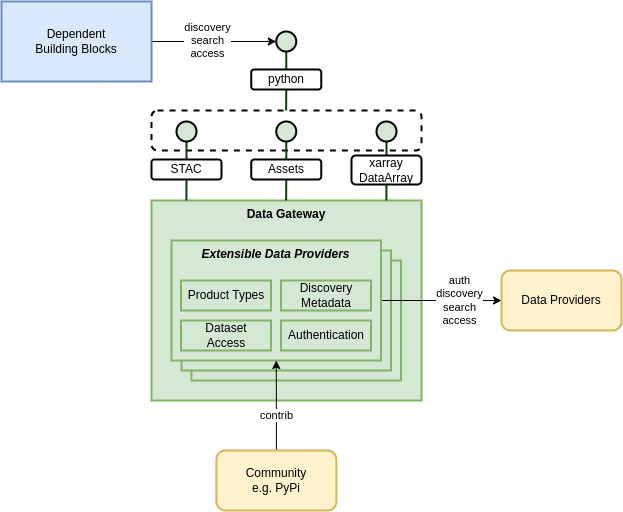 Dependent
Building Blocks
discovery
search
access
python
STAC
Assets
xarray
DataArray
Data Gateway
Extensible Data Providers
Product Types
Discovery
Metadata
Dataset
Access
Authentication
auth
discovery
search
access
Data Providers
contrib
Community
e.g. PyPi